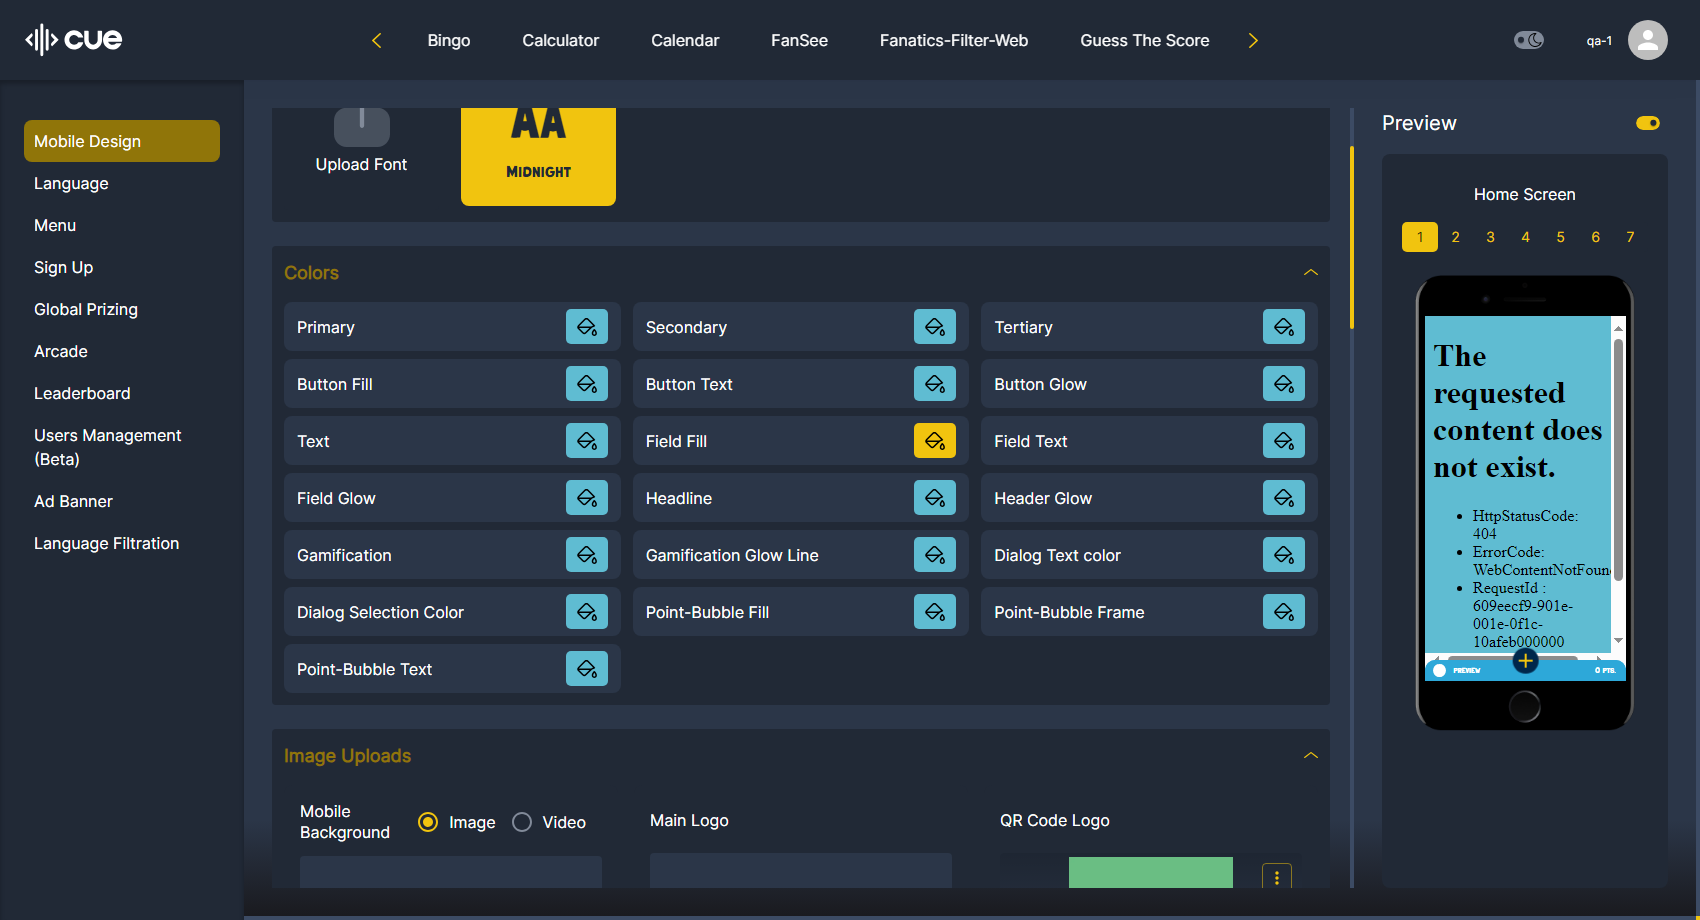 cue
Bingo
Calculator
Calendar
FanSee
Fanatics-Filter-Web
Guess The Score
qa-1
Mobile Design
Language
Menu
Sign Up
Global Prizing
Arcade
Leaderboard
Users Management
(Beta)
Ad Banner
Language Filtration
Upload Font
AA
MIDNIGHT
Colors
Primary
Secondary
Tertiary
Button Fill
Button Text
Button Glow
Text
Field Fill
Field Text
Field Glow
Headline
Header Glow
Gamification
Gamification Glow Line
Dialog Text color
Dialog Selection Color
Point-Bubble Fill
Point-Bubble Frame
Point-Bubble Text
Image Uploads
Mobile
Background
Image
Video
Main Logo
QR Code Logo
Preview
Home Screen
1 2 3 4 5 6 7
The
requested
content does
not exist.
HttpStatusCode:
404
ErrorCode:
WebContentNotFoun
RequestId :
609eecf9-901e-
001e-0f1c-
10afeb000000
PREVIEW
0 PTS.